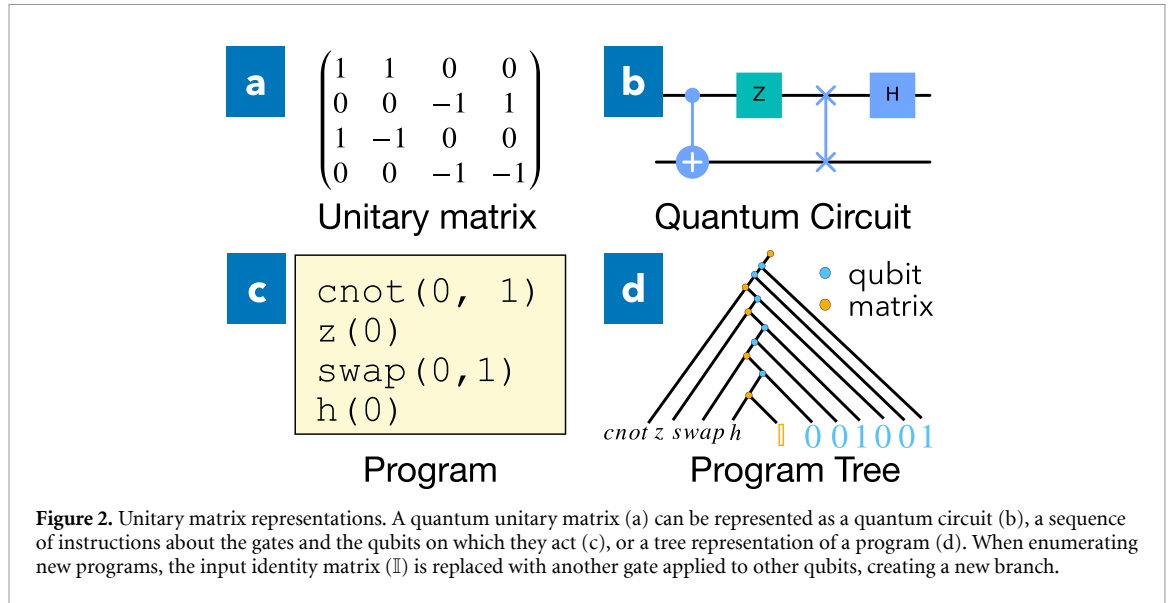 a
1 1 0 0
0 0 −1 1
1 −1 0 0
0 0 −1 −1
Unitary matrix
b
Z
H
Quantum Circuit
c
cnot(0, 1)
z(0)
swap(0,1)
h(0)
Program
d
qubit
matrix
cnot z swap h 𝕀 0 0 1 0 0 1
Program Tree
Figure 2. Unitary matrix representations. A quantum unitary matrix (a) can be represented as a quantum circuit (b), a sequence
of instructions about the gates and the qubits on which they act (c), or a tree representation of a program (d). When enumerating
new programs, the input identity matrix (𝕀) is replaced with another gate applied to other qubits, creating a new branch.